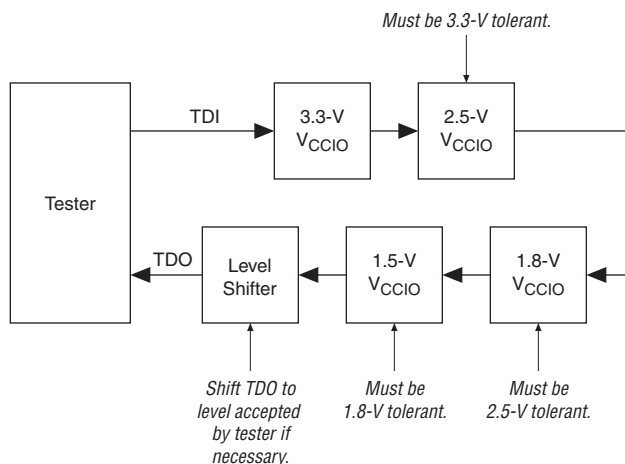 Must be 3.3-V tolerant.
TDI
3.3-V
VCCIO
2.5-V
VCCIO
Tester
TDO
Level
Shifter
1.5-V
VCCIO
1.8-V
VCCIO
Shift TDO to
level accepted
by tester if
necessary.
Must be
1.8-V tolerant.
Must be
2.5-V tolerant.